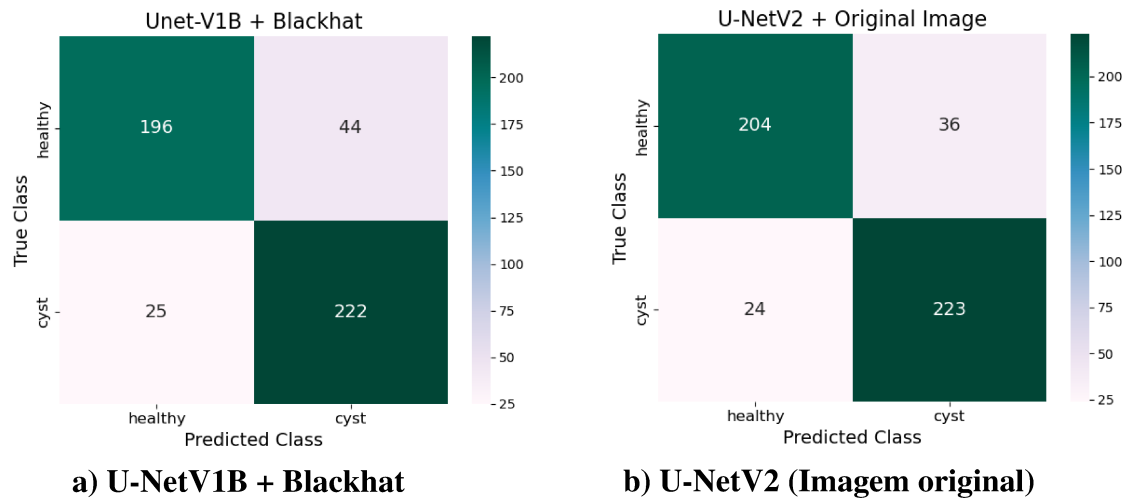 Unet-V1B + Blackhat
healthy
cyst
True Class
196
44
25
222
healthy
cyst
Predicted Class
200
175
150
125
100
75
50
25
a) U-NetV1B + Blackhat
U-NetV2 + Original Image
healthy
cyst
True Class
204
36
24
223
healthy
cyst
Predicted Class
200
175
150
125
100
75
50
25
b) U-NetV2 (Imagem original)